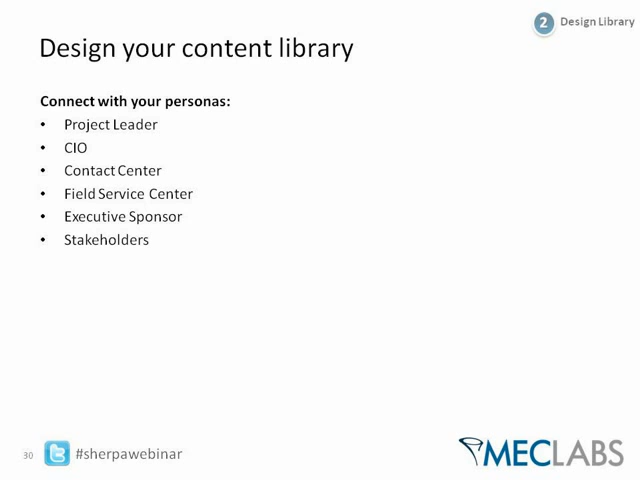 2 Design Library
Design your content library
Connect with your personas:
• Project Leader
• CIO
• Contact Center
• Field Service Center
• Executive Sponsor
• Stakeholders
30 #sherpawebinar
MECLABS